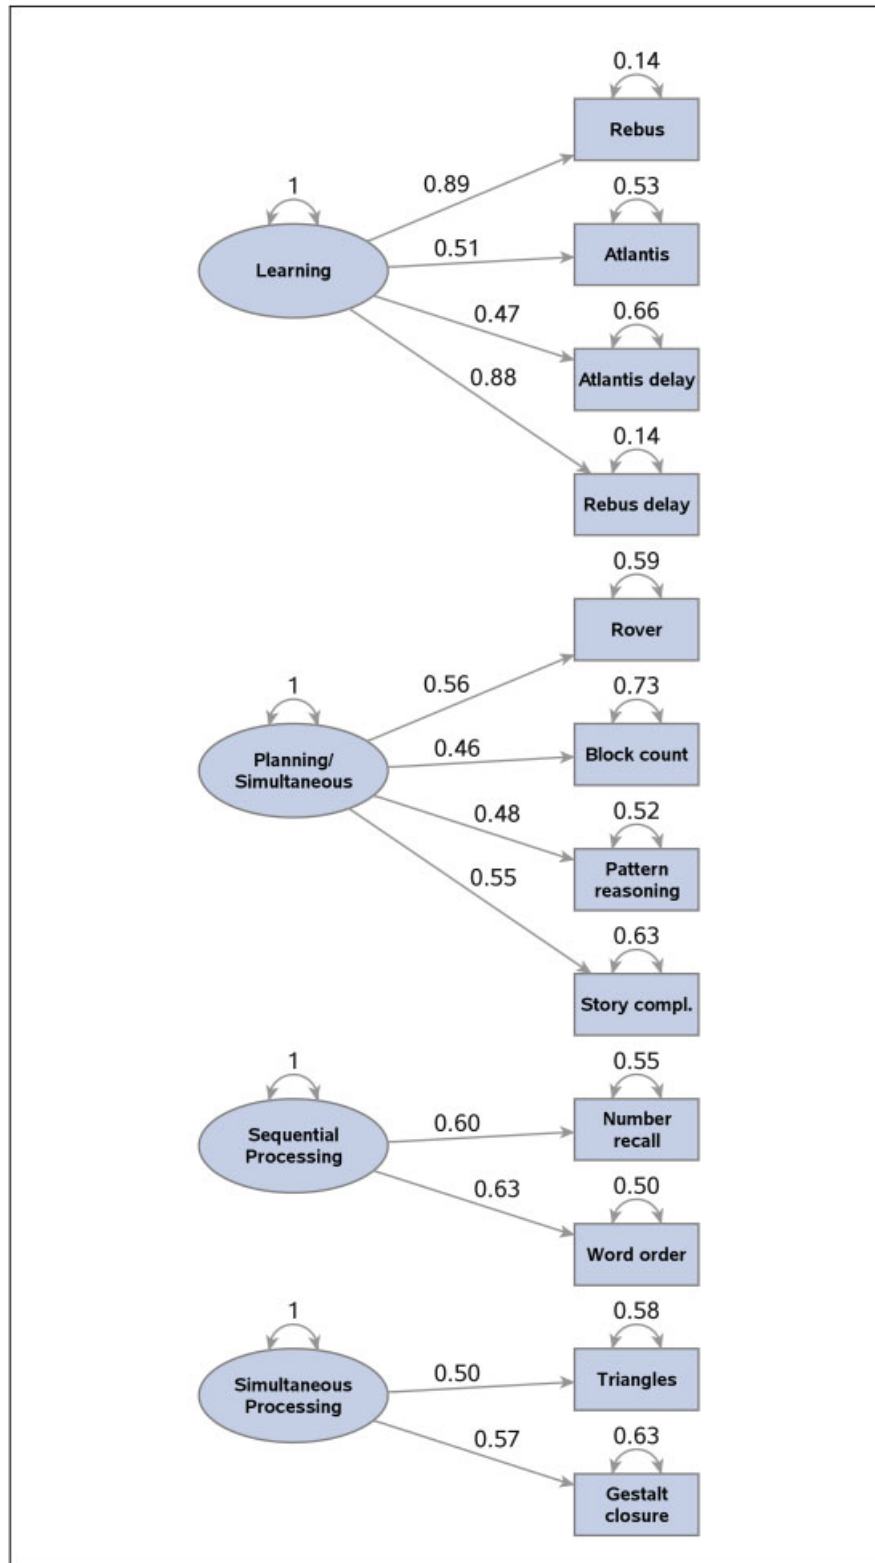 0.14
Rebus
0.89
1
0.53
Learning
0.51
Atlantis
0.47
0.66
Atlantis delay
0.88
0.14
Rebus delay
0.59
Rover
0.56
1
0.73
Planning/
Simultaneous
0.46
Block count
0.48
0.52
Pattern
reasoning
0.55
0.63
Story compl.
1
0.55
Sequential
Processing
0.60
Number
recall
0.63
0.50
Word order
1
0.58
Simultaneous
Processing
0.50
Triangles
0.57
0.63
Gestalt
closure